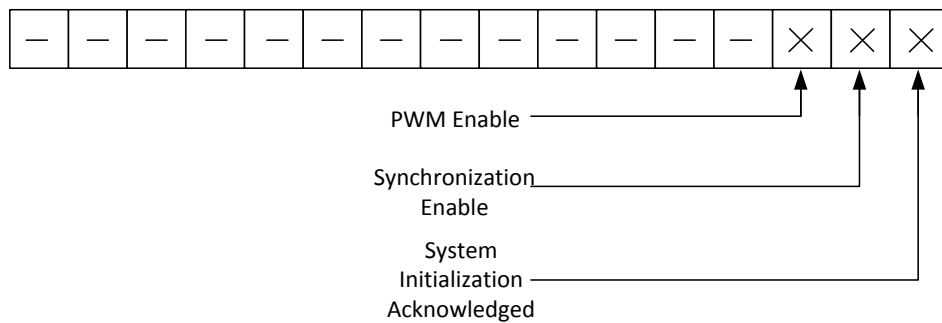 — — — — — — — — — — — — — × × ×
PWM Enable
Synchronization
Enable
System
Initialization
Acknowledged